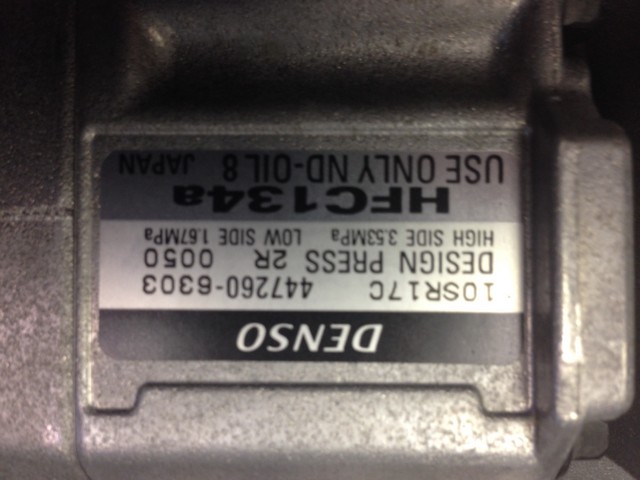 DENSO
10SR17C 447260-6303
DESIGN PRESS 2R 0050
HIGH SIDE 3.53MPa LOW SIDE 1.67MPa
HFC134a
USE ONLY ND-OIL 8 JAPAN